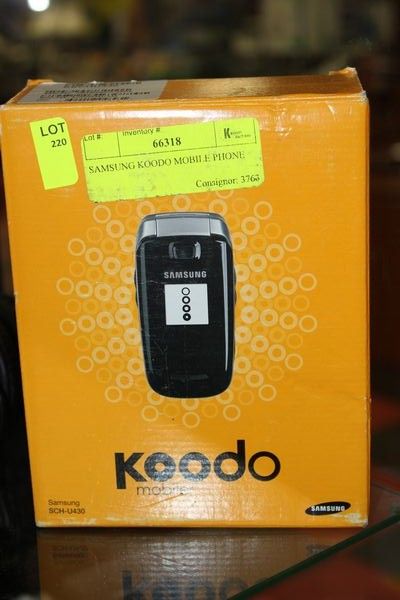 LOT
220
Lot #: Inventory #:
66318
SAMSUNG KOODO MOBILE PHONE
Consignor: 3763
SAMSUNG
koodo
mobile
Samsung
SCH-U430
SAMSUNG